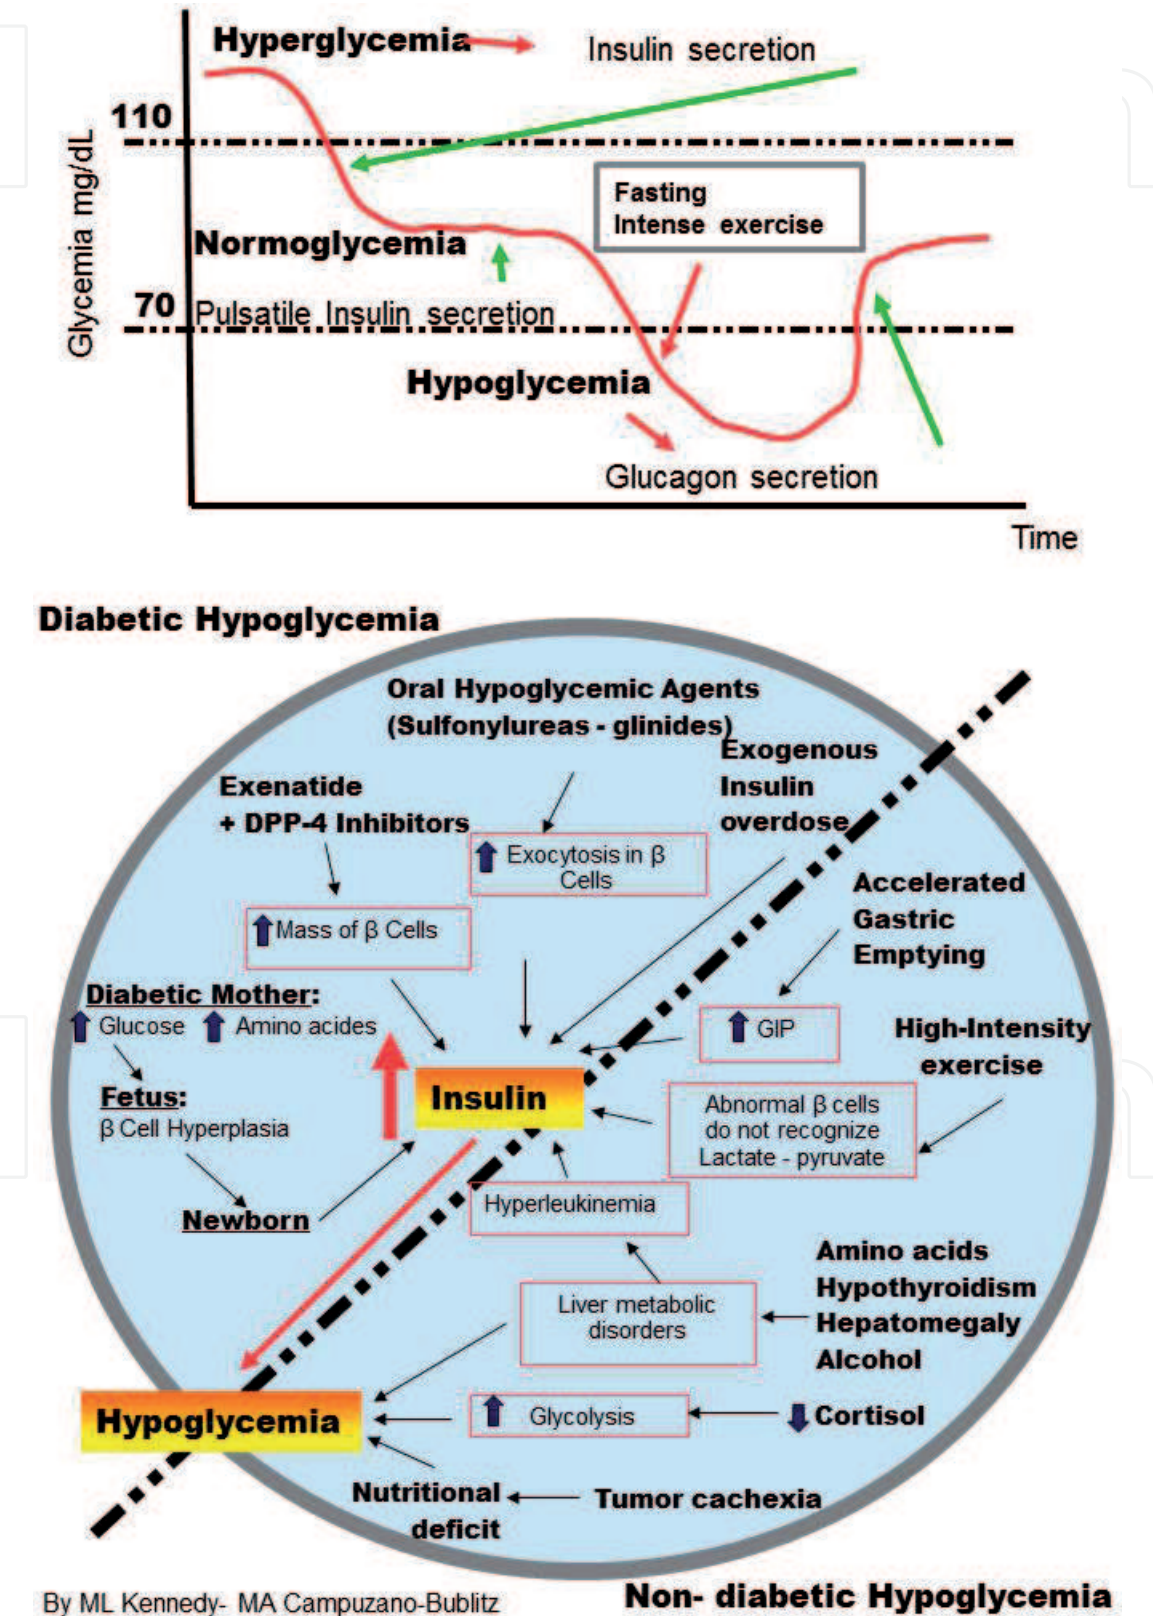 Hyperglycemia
Insulin secretion
110
Glycemia mg/dL
Fasting
Intense exercise
Normoglycemia
70
Pulsatile Insulin secretion
Hypoglycemia
Glucagon secretion
Time
Diabetic Hypoglycemia
Oral Hypoglycemic Agents
(Sulfonylureas - glinides)
Exogenous
Insulin
overdose
Exenatide
+ DPP-4 Inhibitors
Exocytosis in β
Cells
Accelerated
Gastric
Emptying
Mass of β Cells
Diabetic Mother:
Glucose
Amino acides
GIP
High-Intensity
exercise
Insulin
Fetus:
β Cell Hyperplasia
Abnormal β cells
do not recognize
Lactate - pyruvate
Newborn
Hyperleukinemia
Amino acids
Hypothyroidism
Hepatomegaly
Alcohol
Liver metabolic
disorders
Hypoglycemia
Glycolysis
Cortisol
Nutritional
deficit
Tumor cachexia
By ML Kennedy- MA Campuzano-Bublitz
Non- diabetic Hypoglycemia